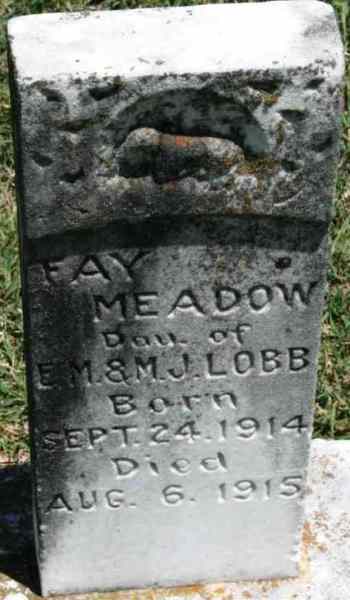 FAY
MEADOW
Dau. of
E.M. & M.J. LOBB
Born
SEPT. 24. 1914
Died
AUG. 6. 1915